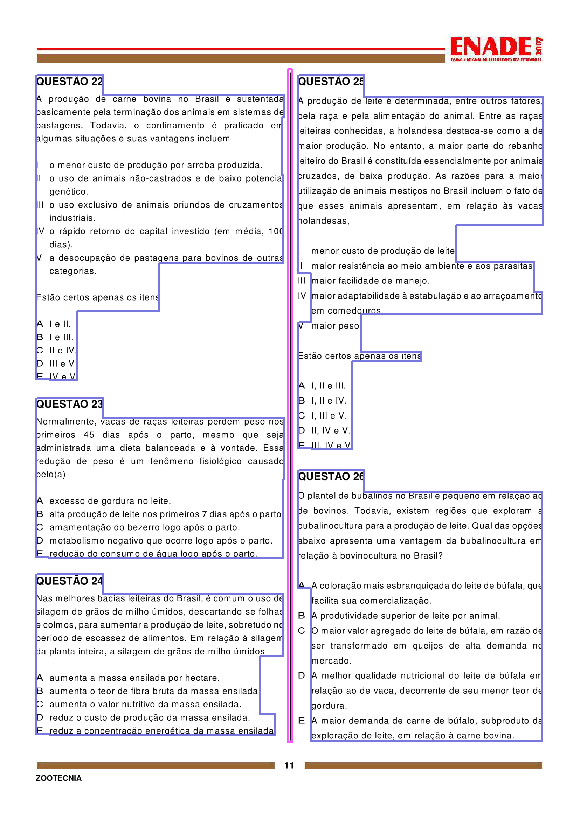 ENADE 2007
QUESTÃO 22
A produção de carne bovina no Brasil é sustentada
basicamente pela terminação dos animais em sistemas de
pastagens. Todavia, o confinamento é praticado em
algumas situações e suas vantagens incluem
I o menor custo de produção por arroba produzida.
II o uso de animais não-castrados e de baixo potencial
genético.
III o uso exclusivo de animais oriundos de cruzamentos
industriais.
IV o rápido retorno do capital investido (em média, 100
dias).
V a desocupação de pastagens para bovinos de outras
categorias.
Estão certos apenas os itens
A I e II.
B I e III.
C II e IV.
D III e V.
E IV e V.
QUESTÃO 23
Normalmente, vacas de raças leiteiras perdem peso nos
primeiros 45 dias após o parto, mesmo que seja
administrada uma dieta balanceada e à vontade. Essa
redução de peso é um fenômeno fisiológico causado
pelo(a)
A excesso de gordura no leite.
B alta produção de leite nos primeiros 7 dias após o parto.
C amamentação do bezerro logo após o parto.
D metabolismo negativo que ocorre logo após o parto.
E redução do consumo de água logo após o parto.
QUESTÃO 24
Nas melhores bacias leiteiras do Brasil, é comum o uso de
silagem de grãos de milho úmidos, descartando-se folhas
e colmos, para aumentar a produção de leite, sobretudo no
período de escassez de alimentos. Em relação à silagem
da planta inteira, a silagem de grãos de milho úmidos
A aumenta a massa ensilada por hectare.
B aumenta o teor de fibra bruta da massa ensilada.
C aumenta o valor nutritivo da massa ensilada.
D reduz o custo de produção da massa ensilada.
E reduz a concentração energética da massa ensilada.
QUESTÃO 25
A produção de leite é determinada, entre outros fatores,
pela raça e pela alimentação do animal. Entre as raças
leiteiras conhecidas, a holandesa destaca-se como a de
maior produção. No entanto, a maior parte do rebanho
leiteiro do Brasil é constituída essencialmente por animais
cruzados, de baixa produção. As razões para a maior
utilização de animais mestiços no Brasil incluem o fato de
que esses animais apresentam, em relação às vacas
holandesas,
I menor custo de produção de leite.
II maior resistência ao meio ambiente e aos parasitas.
III maior facilidade de manejo.
IV maior adaptabilidade à estabulação e ao arraçoamento
em comedouros.
V maior peso.
Estão certos apenas os itens
A I, II e III.
B I, II e IV.
C I, III e V.
D II, IV e V.
E III, IV e V.
QUESTÃO 26
O plantel de bubalinos no Brasil é pequeno em relação ao
de bovinos. Todavia, existem regiões que exploram a
bubalinocultura para a produção de leite. Qual das opções
abaixo apresenta uma vantagem da bubalinocultura em
relação à bovinocultura no Brasil?
A A coloração mais esbranquiçada do leite de búfala, que
facilita sua comercialização.
B A produtividade superior de leite por animal.
C O maior valor agregado do leite de búfala, em razão de
ser transformado em queijos de alta demanda no
mercado.
D A melhor qualidade nutricional do leite de búfala em
relação ao de vaca, decorrente de seu menor teor de
gordura.
E A maior demanda de carne de búfalo, subproduto da
exploração de leite, em relação à carne bovina.
11
ZOOTECNIA